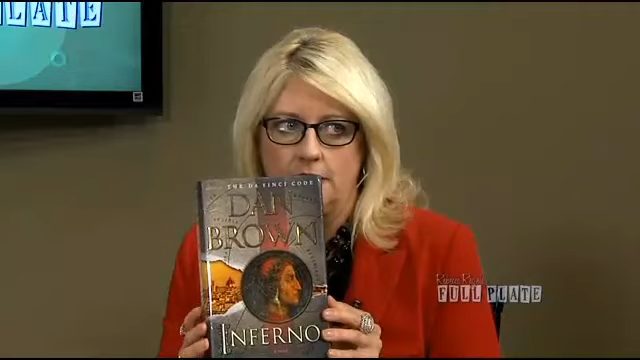 PLATE
THE DA VINCI CODE
DAN
BROWN
INFERNO
FULL PLATE